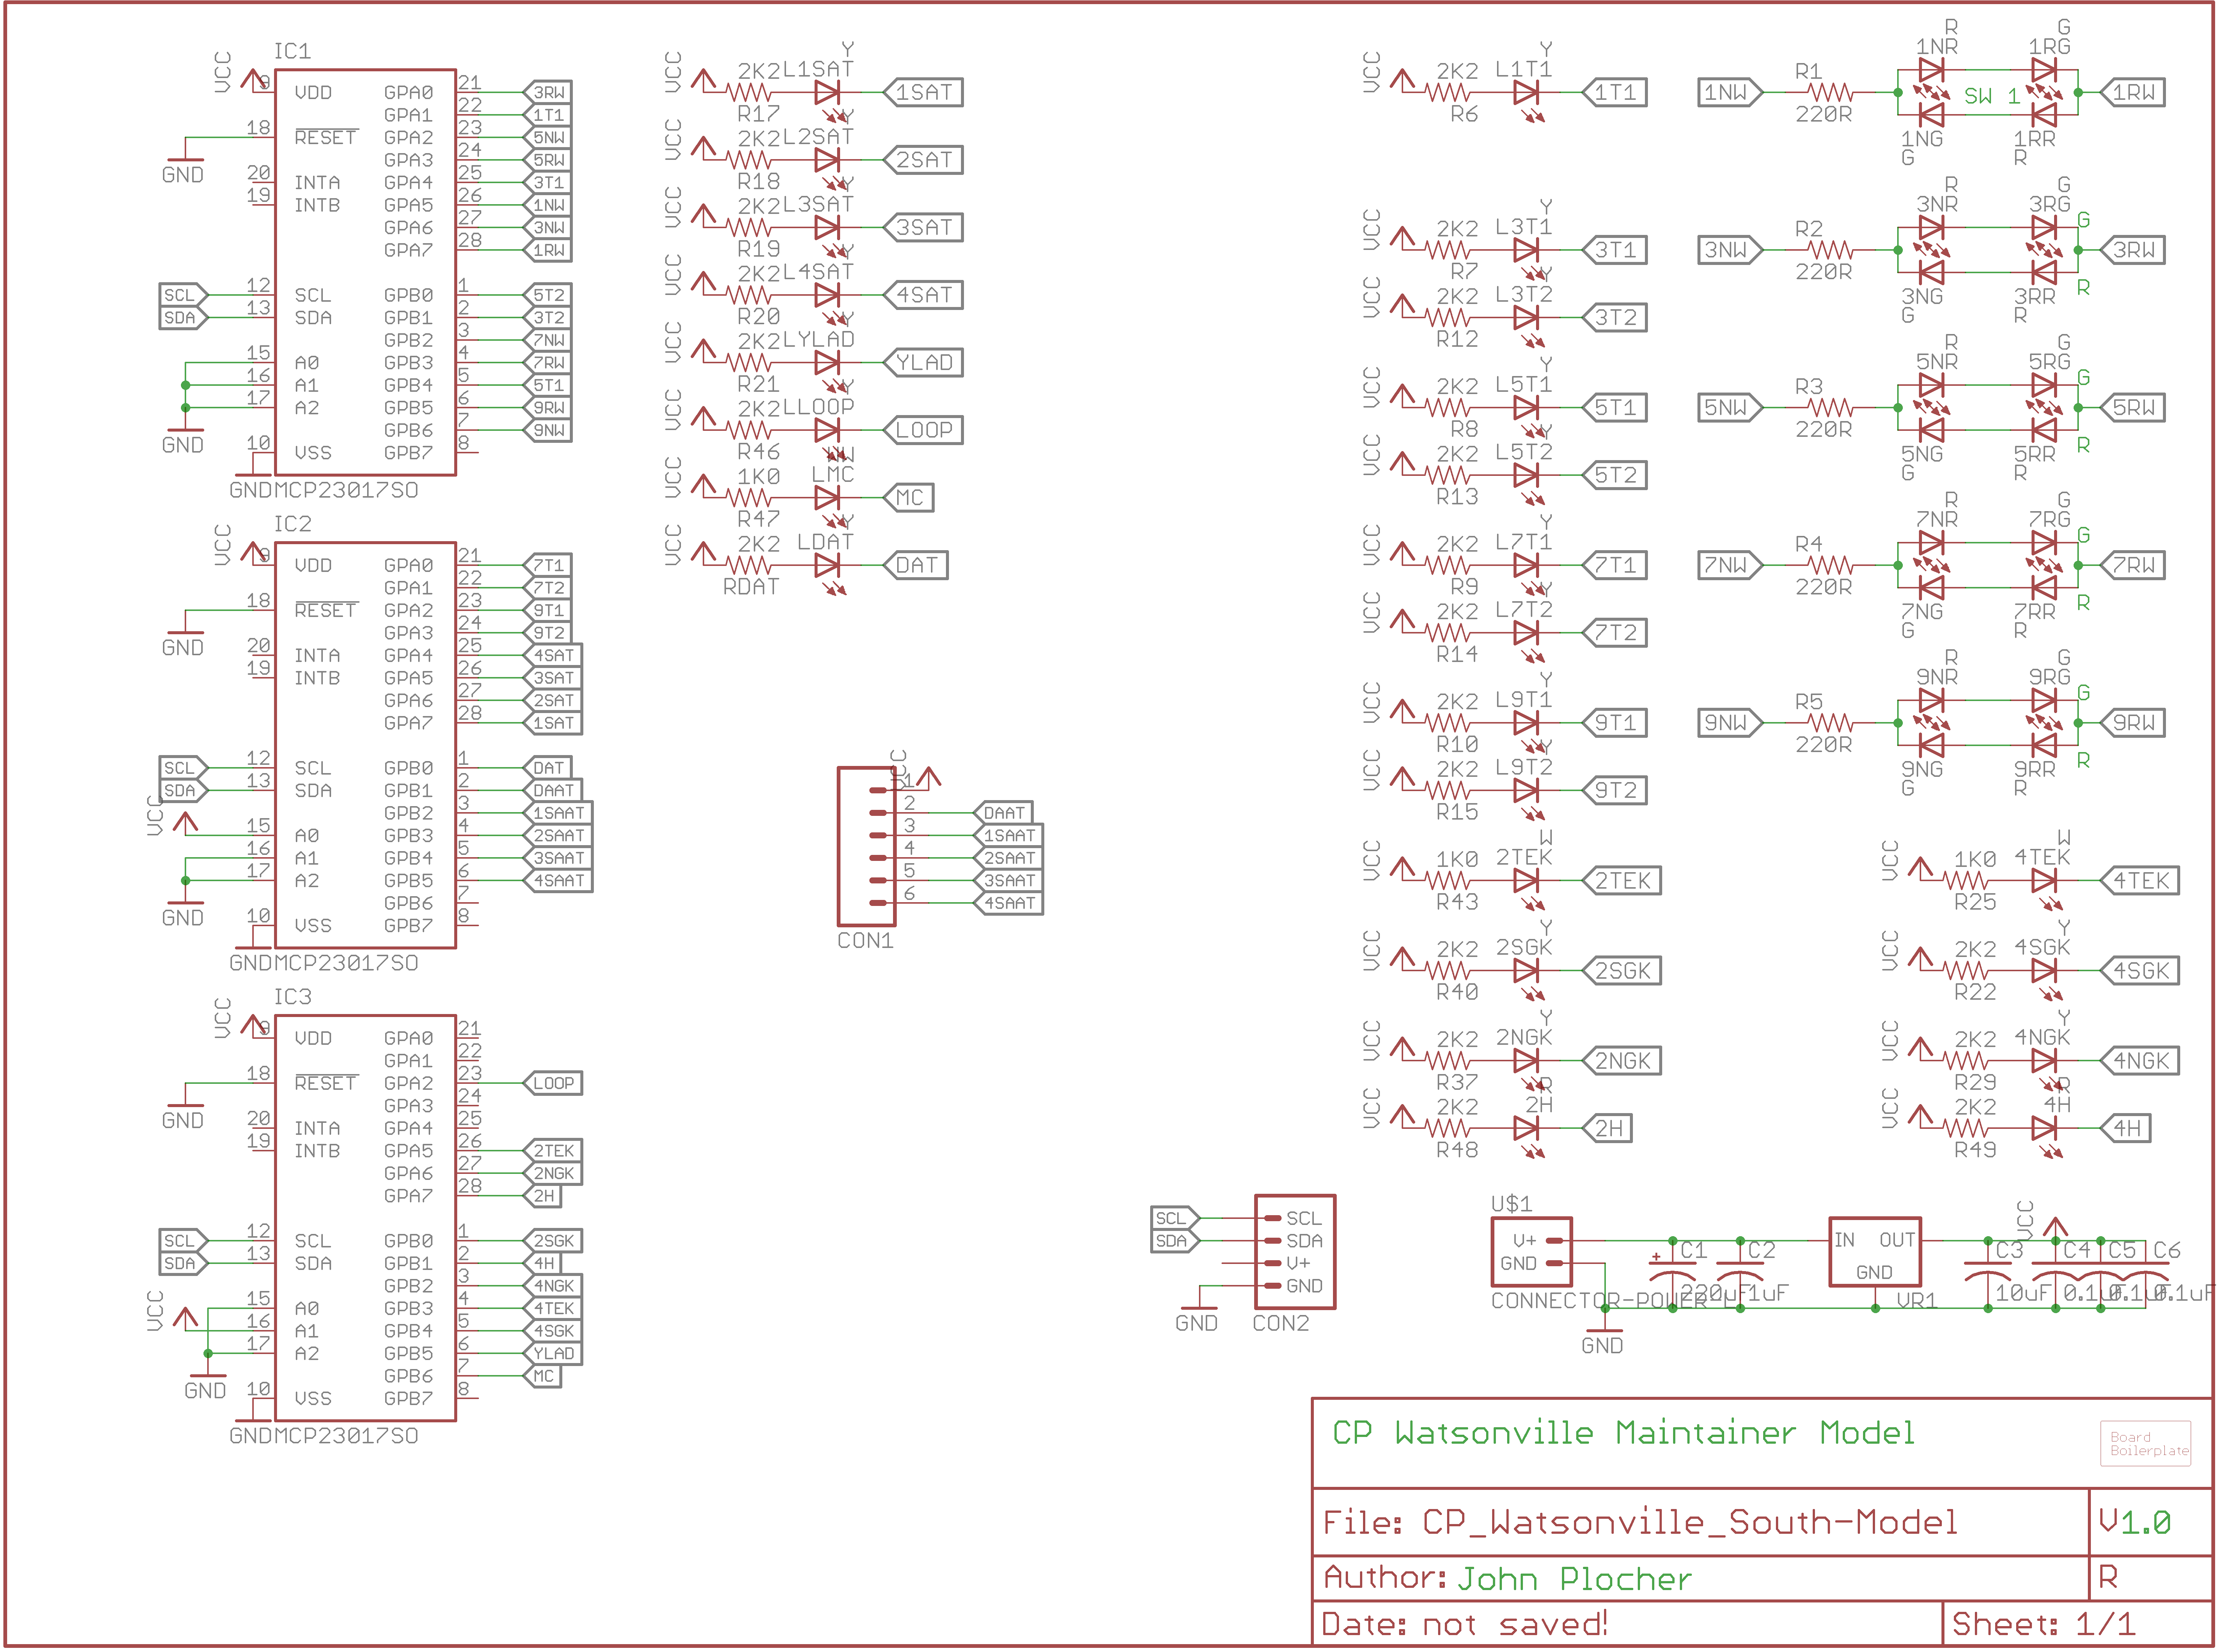 IC1
VCC
9 VDD GPA0 21 3RW
GPA1 22 1T1
18 RESET GPA2 23 5NW
GPA3 24 5RW
GND
20 INTA GPA4 25 3T1
19 INTB GPA5 26 1NW
GPA6 27 3NW
GPA7 28 1RW
SCL 12 SCL GPB0 1 5T2
SDA 13 SDA GPB1 2 3T2
GPB2 3 7NW
15 A0 GPB3 4 7RW
16 A1 GPB4 5 5T1
17 A2 GPB5 6 9RW
GND
GPB6 7 9NW
10 VSS GPB7 8
GND MCP23017SO
IC2
VCC
9 VDD GPA0 21 7T1
GPA1 22 7T2
18 RESET GPA2 23 9T1
GPA3 24 9T2
GND
20 INTA GPA4 25 4SAT
19 INTB GPA5 26 3SAT
GPA6 27 2SAT
GPA7 28 1SAT
SCL 12 SCL GPB0 1 DAT
SDA 13 SDA GPB1 2 DAAT
VCC
GPB2 3 1SAAT
15 A0 GPB3 4 2SAAT
16 A1 GPB4 5 3SAAT
17 A2 GPB5 6 4SAAT
GND
GPB6 7
10 VSS GPB7 8
GND MCP23017SO
IC3
VCC
9 VDD GPA0 21
GPA1 22
18 RESET GPA2 23 LOOP
GPA3 24
GND
20 INTA GPA4 25
19 INTB GPA5 26 2TEK
GPA6 27 2NGK
GPA7 28 2H
SCL 12 SCL GPB0 1 2SGK
SDA 13 SDA GPB1 2 4H
VCC
GPB2 3 4NGK
15 A0 GPB3 4 4TEK
16 A1 GPB4 5 4SGK
17 A2 GPB5 6 YLAD
GND
GPB6 7 MC
10 VSS GPB7 8
GND MCP23017SO
VCC 2K2 R17 L1SAT Y 1SAT
VCC 2K2 R18 L2SAT Y 2SAT
VCC 2K2 R19 L3SAT Y 3SAT
VCC 2K2 R20 L4SAT Y 4SAT
VCC 2K2 R21 LYLAD Y YLAD
VCC 2K2 R46 LLOOP Y LOOP
VCC 1K0 R47 LMC MC
VCC 2K2 RDAT LDAT Y DAT
VCC
1
2 DAAT
3 1SAAT
4 2SAAT
5 3SAAT
6 4SAAT
CON1
VCC 2K2 R6 L1T1 Y 1T1
VCC 2K2 R7 L3T1 Y 3T1
VCC 2K2 R12 L3T2 Y 3T2
VCC 2K2 R8 L5T1 Y 5T1
VCC 2K2 R13 L5T2 Y 5T2
VCC 2K2 R9 L7T1 Y 7T1
VCC 2K2 R14 L7T2 Y 7T2
VCC 2K2 R10 L9T1 Y 9T1
VCC 2K2 R15 L9T2 Y 9T2
VCC 1K0 R43 2TEK W 2TEK
VCC 2K2 R40 2SGK Y 2SGK
VCC 2K2 R37 2NGK Y 2NGK
VCC 2K2 R48 2H R 2H
R G
1NR 1RG
1NW R1 220R SW 1 1RW
1NG 1RR
G R
R G
3NR 3RG
G
3NW R2 220R 3RW
R
3NG 3RR
G R
R G
5NR 5RG
G
5NW R3 220R 5RW
R
5NG 5RR
G R
R G
7NR 7RG
G
7NW R4 220R 7RW
R
7NG 7RR
G R
R G
9NR 9RG
G
9NW R5 220R 9RW
R
9NG 9RR
G R
VCC 1K0 R25 4TEK W 4TEK
VCC 2K2 R22 4SGK Y 4SGK
VCC 2K2 R29 4NGK Y 4NGK
VCC 2K2 R49 4H R 4H
SCL SCL
SDA SDA
V+
GND
GND CON2
U$1
V+
GND
CONNECTOR-POWER
GND
+ C1 220uF
C2 1uF
IN OUT
GND
VR1
VCC
C3 10uF
C4 0.1uF
C5 0.1uF
C6 0.1uF
CP Watsonville Maintainer Model
Board
Boilerplate
File: CP_Watsonville_South-Model
V1.0
Author: John Plocher
R
Date: not saved!
Sheet: 1/1